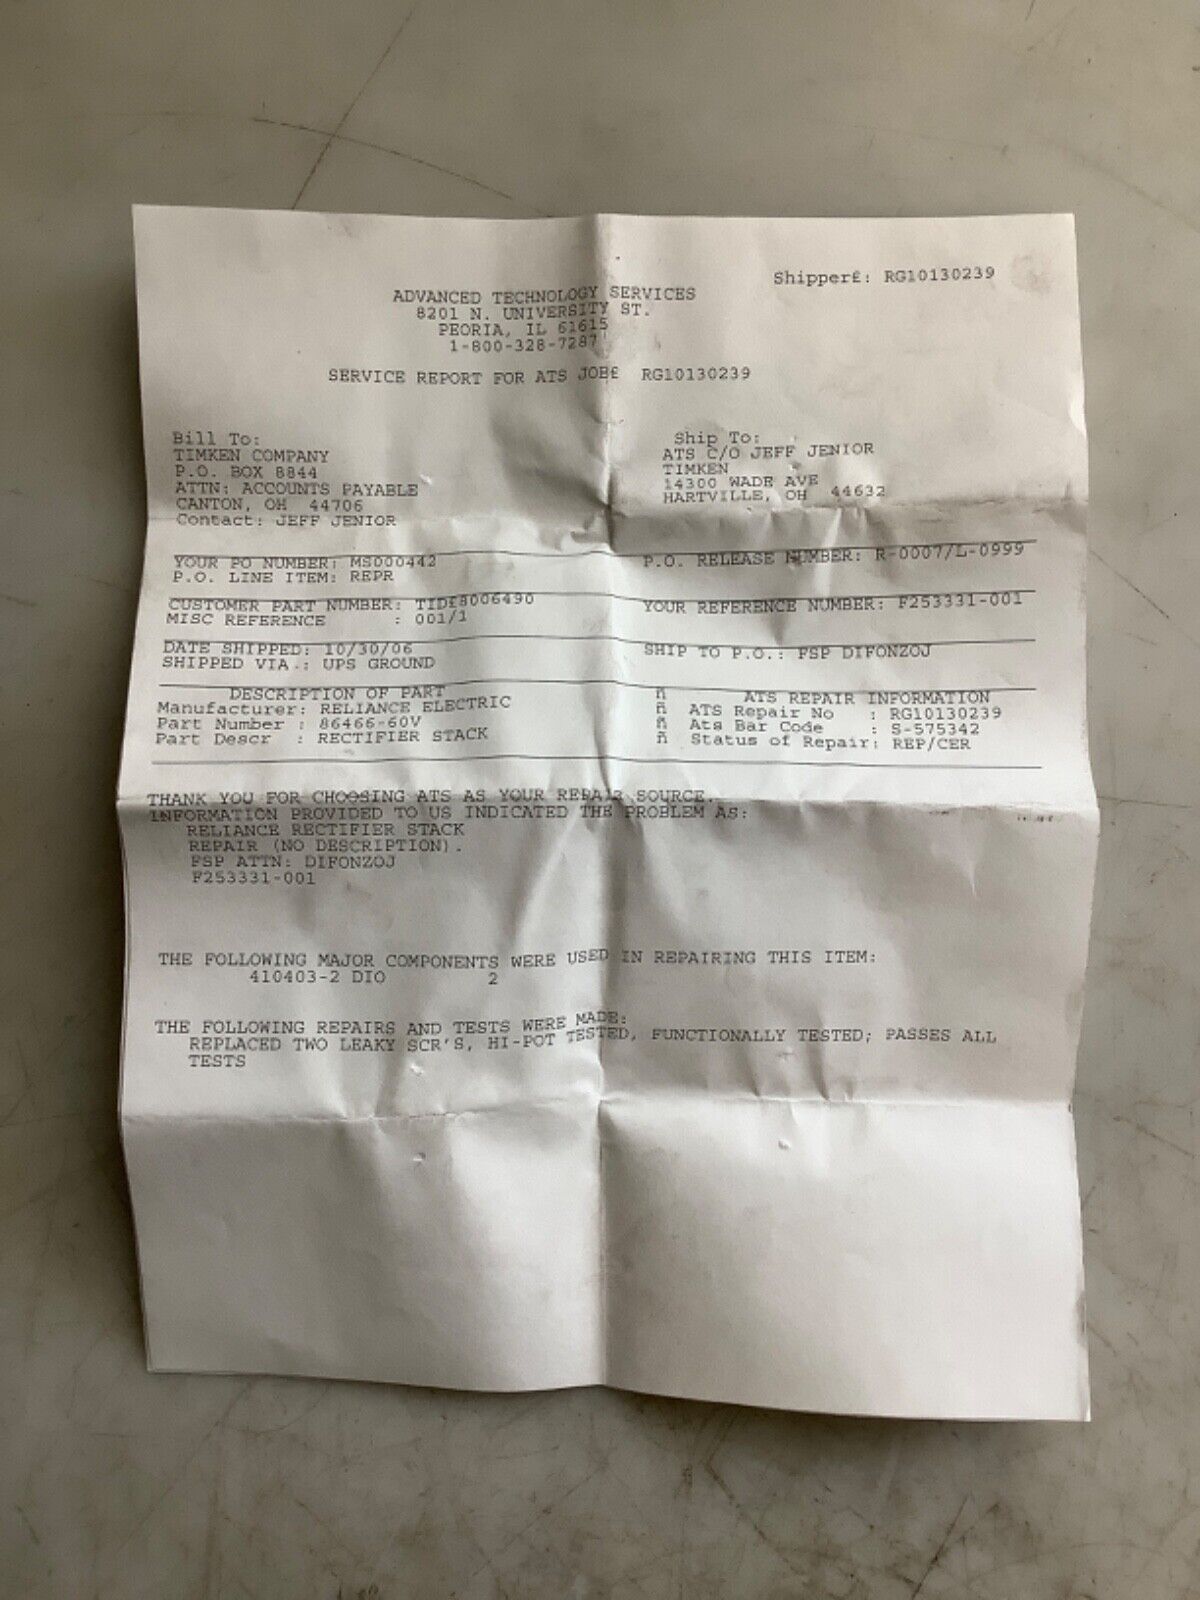 Shipper£: RG10130239
ADVANCED TECHNOLOGY SERVICES
8201 N. UNIVERSITY ST.
PEORIA, IL 61615
1-800-328-7287
SERVICE REPORT FOR ATS JOB£ RG10130239
Bill To:
TIMKEN COMPANY
P.O. BOX 8844
ATTN: ACCOUNTS PAYABLE
CANTON, OH 44706
Contact: JEFF JENIOR
Ship To:
ATS C/O JEFF JENIOR
TIMKEN
14300 WADE AVE
HARTVILLE, OH 44632
YOUR PO NUMBER: MS000442 P.O. RELEASE NUMBER: R-0007/L-0999
P.O. LINE ITEM: REPR
CUSTOMER PART NUMBER: TID£8006490 YOUR REFERENCE NUMBER: F253331-001
MISC REFERENCE : 001/1
DATE SHIPPED: 10/30/06 SHIP TO P.O.: FSP DIFONZOJ
SHIPPED VIA.: UPS GROUND
DESCRIPTION OF PART ñ ATS REPAIR INFORMATION
Manufacturer: RELIANCE ELECTRIC ñ ATS Repair No : RG10130239
Part Number : 86466-60V ñ Ats Bar Code : S-575342
Part Descr : RECTIFIER STACK ñ Status of Repair: REP/CER
THANK YOU FOR CHOOSING ATS AS YOUR REPAIR SOURCE.
INFORMATION PROVIDED TO US INDICATED THE PROBLEM AS:
RELIANCE RECTIFIER STACK
REPAIR (NO DESCRIPTION).
FSP ATTN: DIFONZOJ
F253331-001
THE FOLLOWING MAJOR COMPONENTS WERE USED IN REPAIRING THIS ITEM:
410403-2 DIO 2
THE FOLLOWING REPAIRS AND TESTS WERE MADE:
REPLACED TWO LEAKY SCR'S, HI-POT TESTED, FUNCTIONALLY TESTED; PASSES ALL
TESTS